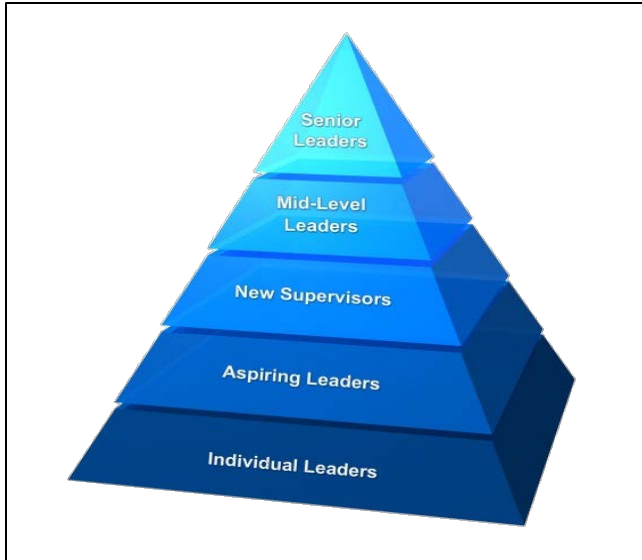 Senior
Leaders
Mid-Level
Leaders
New Supervisors
Aspiring Leaders
Individual Leaders